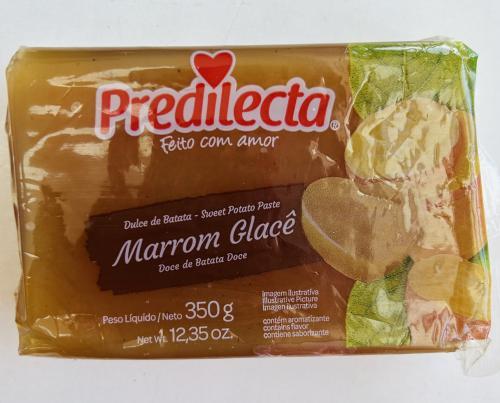 Predilecta®
Feito com amor
Dulce de Batata - Sweet Potato Paste
Marrom Glacê
Doce de Batata Doce
Peso Líquido / Neto 350 g
Net Wt. 12,35 oz.
Imagem Ilustrativa
Illustrative Picture
Imagen Ilustrativa
contém aromatizante
contains flavor
contiene saborizante